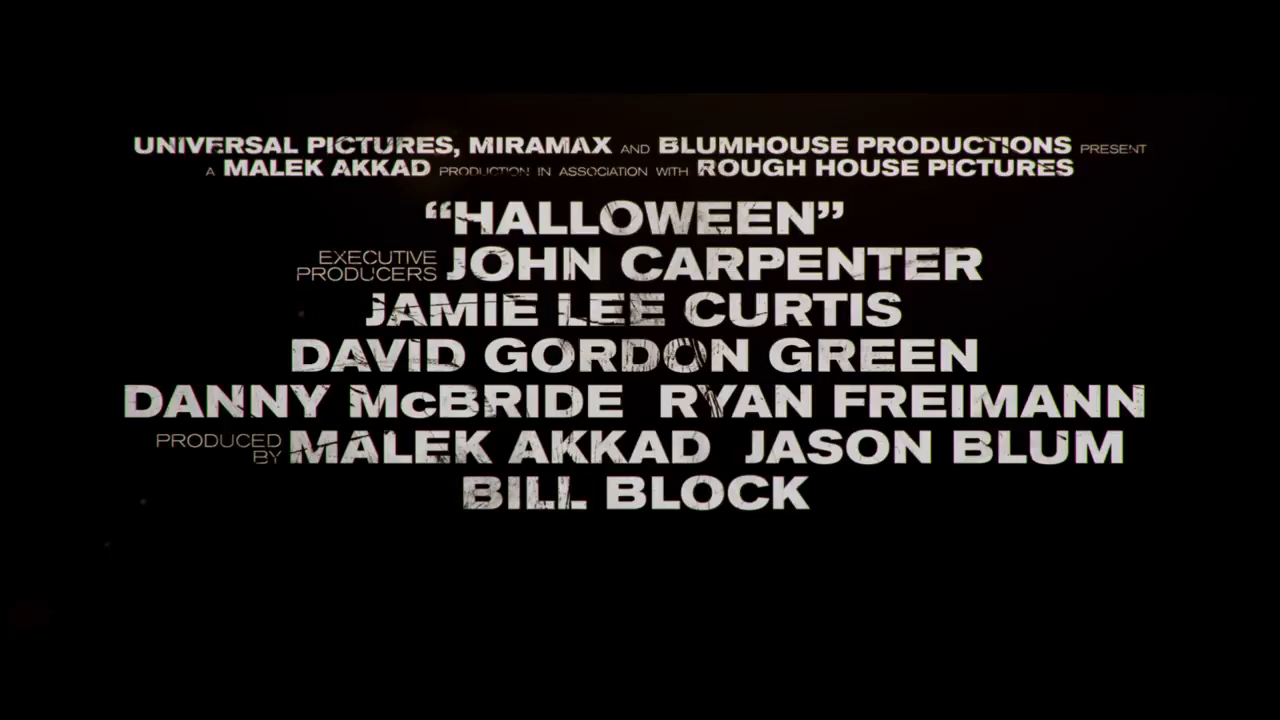 UNIVERSAL PICTURES, MIRAMAX AND BLUMHOUSE PRODUCTIONS PRESENT
A MALEK AKKAD PRODUCTION IN ASSOCIATION WITH ROUGH HOUSE PICTURES
“HALLOWEEN”
EXECUTIVE PRODUCERS JOHN CARPENTER
JAMIE LEE CURTIS
DAVID GORDON GREEN
DANNY McBRIDE RYAN FREIMANN
PRODUCED BY MALEK AKKAD JASON BLUM
BILL BLOCK